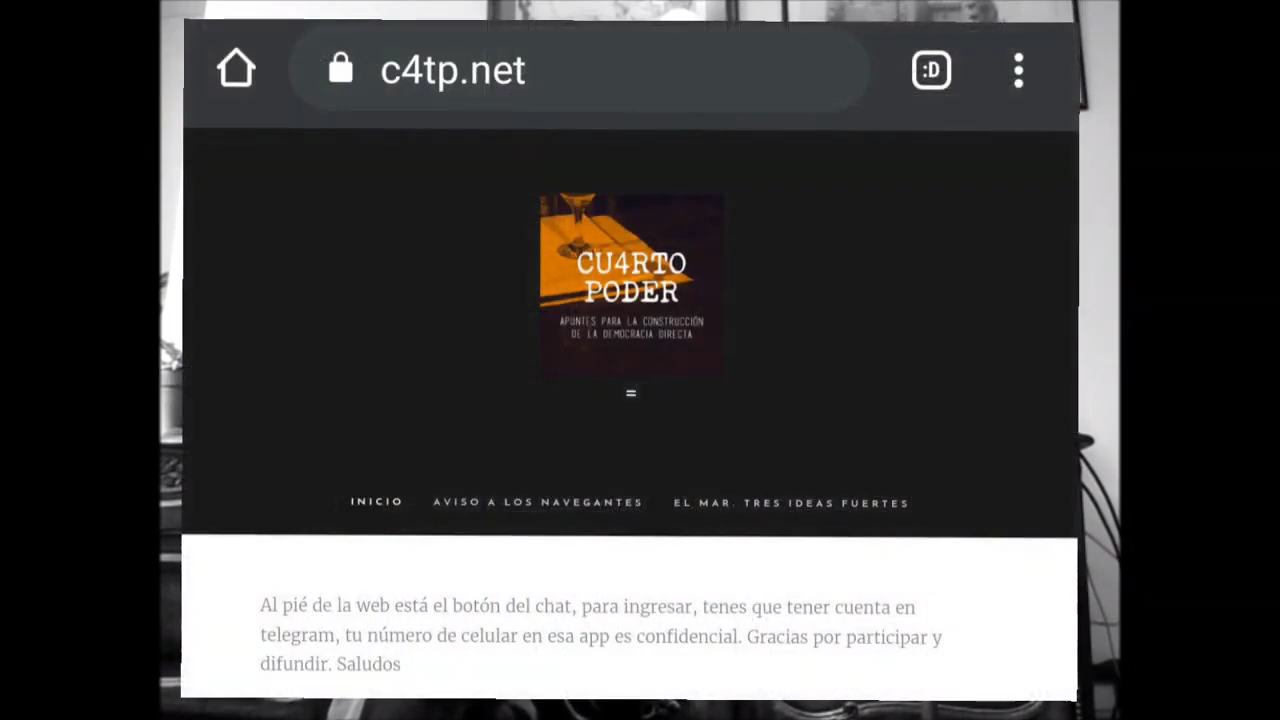 c4tp.net
:D
CU4RTO
PODER
APUNTES PARA LA CONSTRUCCIÓN
DE LA DEMOCRACIA DIRECTA
=
INICIO AVISO A LOS NAVEGANTES EL MAR. TRES IDEAS FUERTES
Al pié de la web está el botón del chat, para ingresar, tenes que tener cuenta en
telegram, tu número de celular en esa app es confidencial. Gracias por participar y
difundir. Saludos